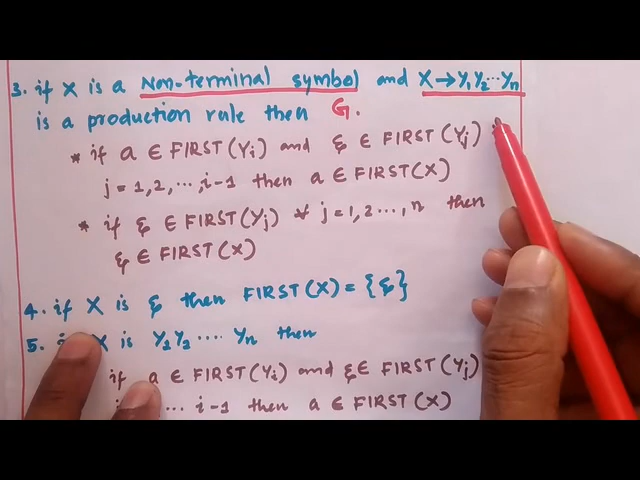 3. if X is a Non-terminal symbol and X→Y₁Y₂...Yₙ
is a production rule then G.
* if a ∈ FIRST(Yᵢ) and ξ ∈ FIRST(Yⱼ)
j = 1,2,...,i-1 then a ∈ FIRST(X)
* if ξ ∈ FIRST(Yⱼ) ∀ j=1,2...,n then
ξ ∈ FIRST(X)
4. if X is ξ then FIRST(X) = {ξ}
5. X is Y₁Y₂....Yₙ then
if a ∈ FIRST(Yᵢ) and ξ∈ FIRST(Yⱼ)
... i-1 then a ∈ FIRST(X)